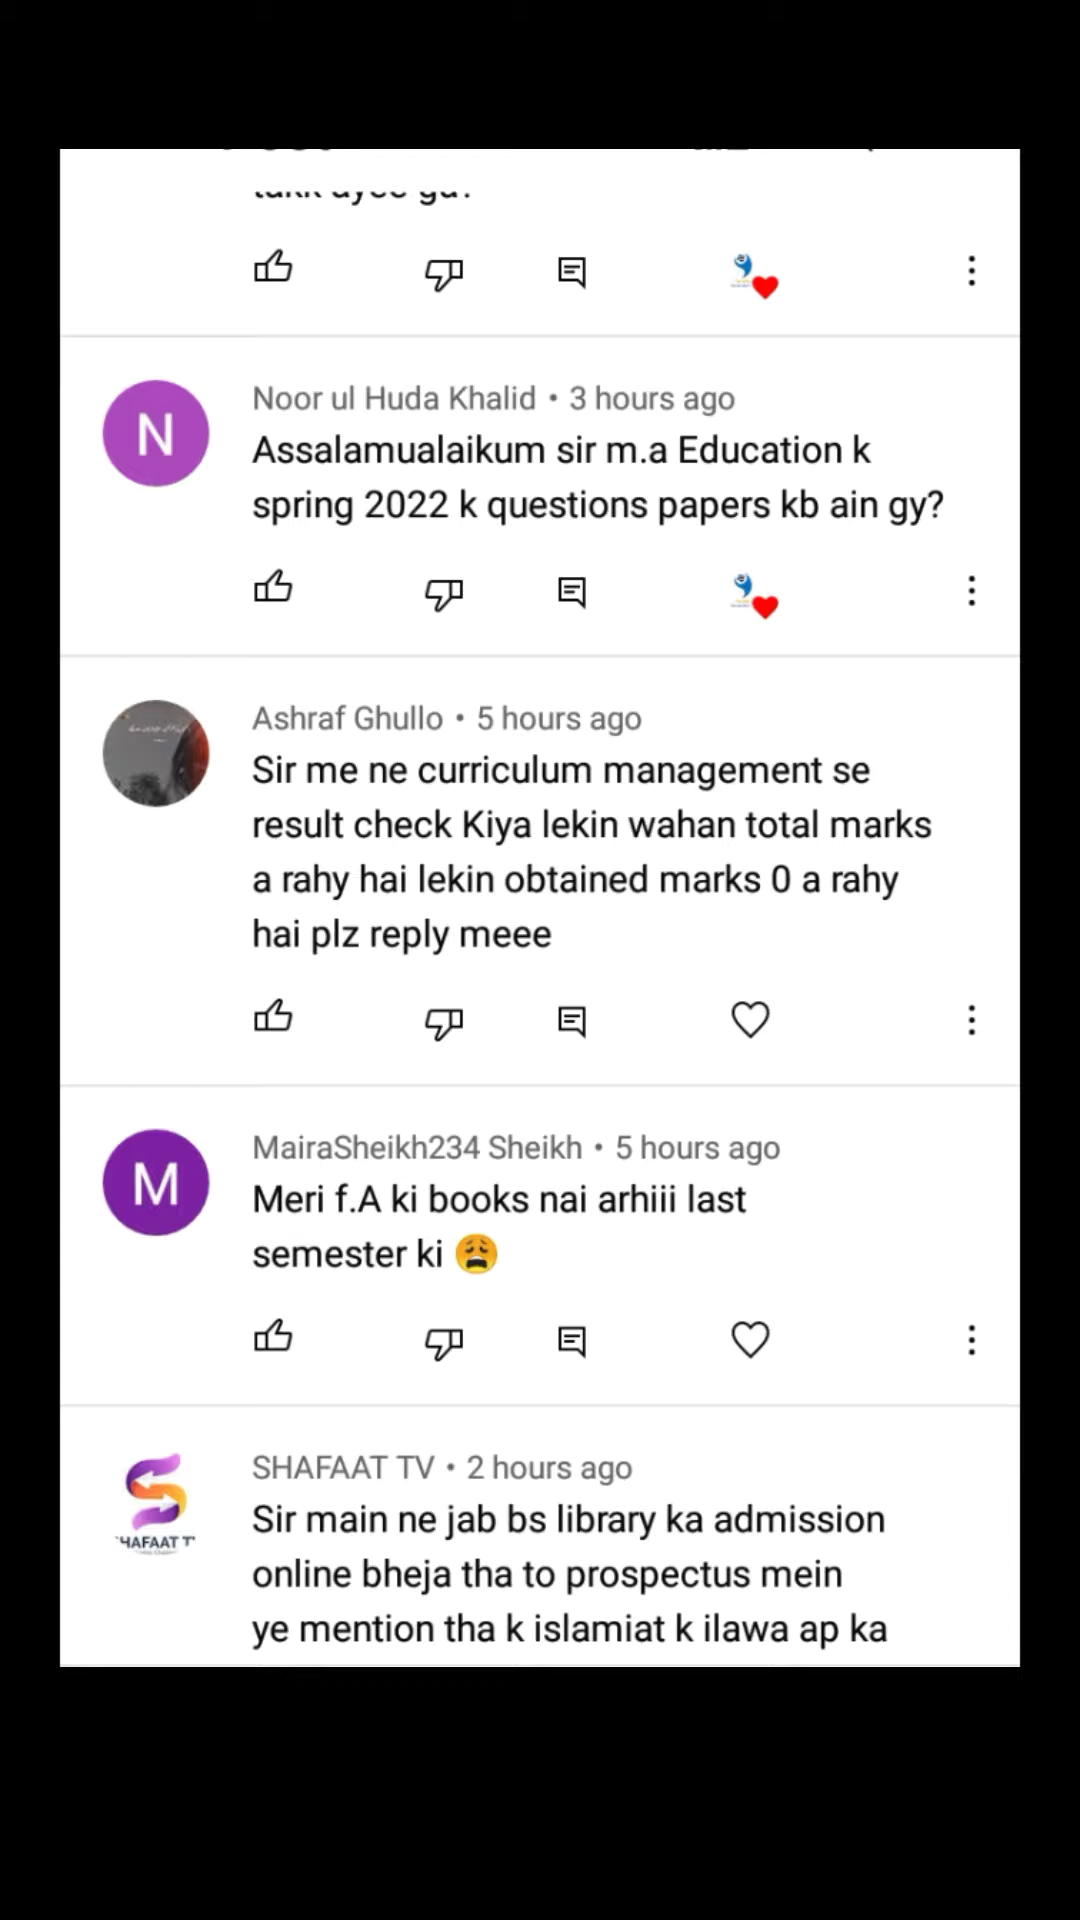 Noor ul Huda Khalid • 3 hours ago
Assalamualaikum sir m.a Education k
spring 2022 k questions papers kb ain gy?
Ashraf Ghullo • 5 hours ago
Sir me ne curriculum management se
result check Kiya lekin wahan total marks
a rahy hai lekin obtained marks 0 a rahy
hai plz reply meee
MairaSheikh234 Sheikh • 5 hours ago
Meri f.A ki books nai arhiii last
semester ki 😩
SHAFAAT TV • 2 hours ago
Sir main ne jab bs library ka admission
online bheja tha to prospectus mein
ye mention tha k islamiat k ilawa ap ka
N
M